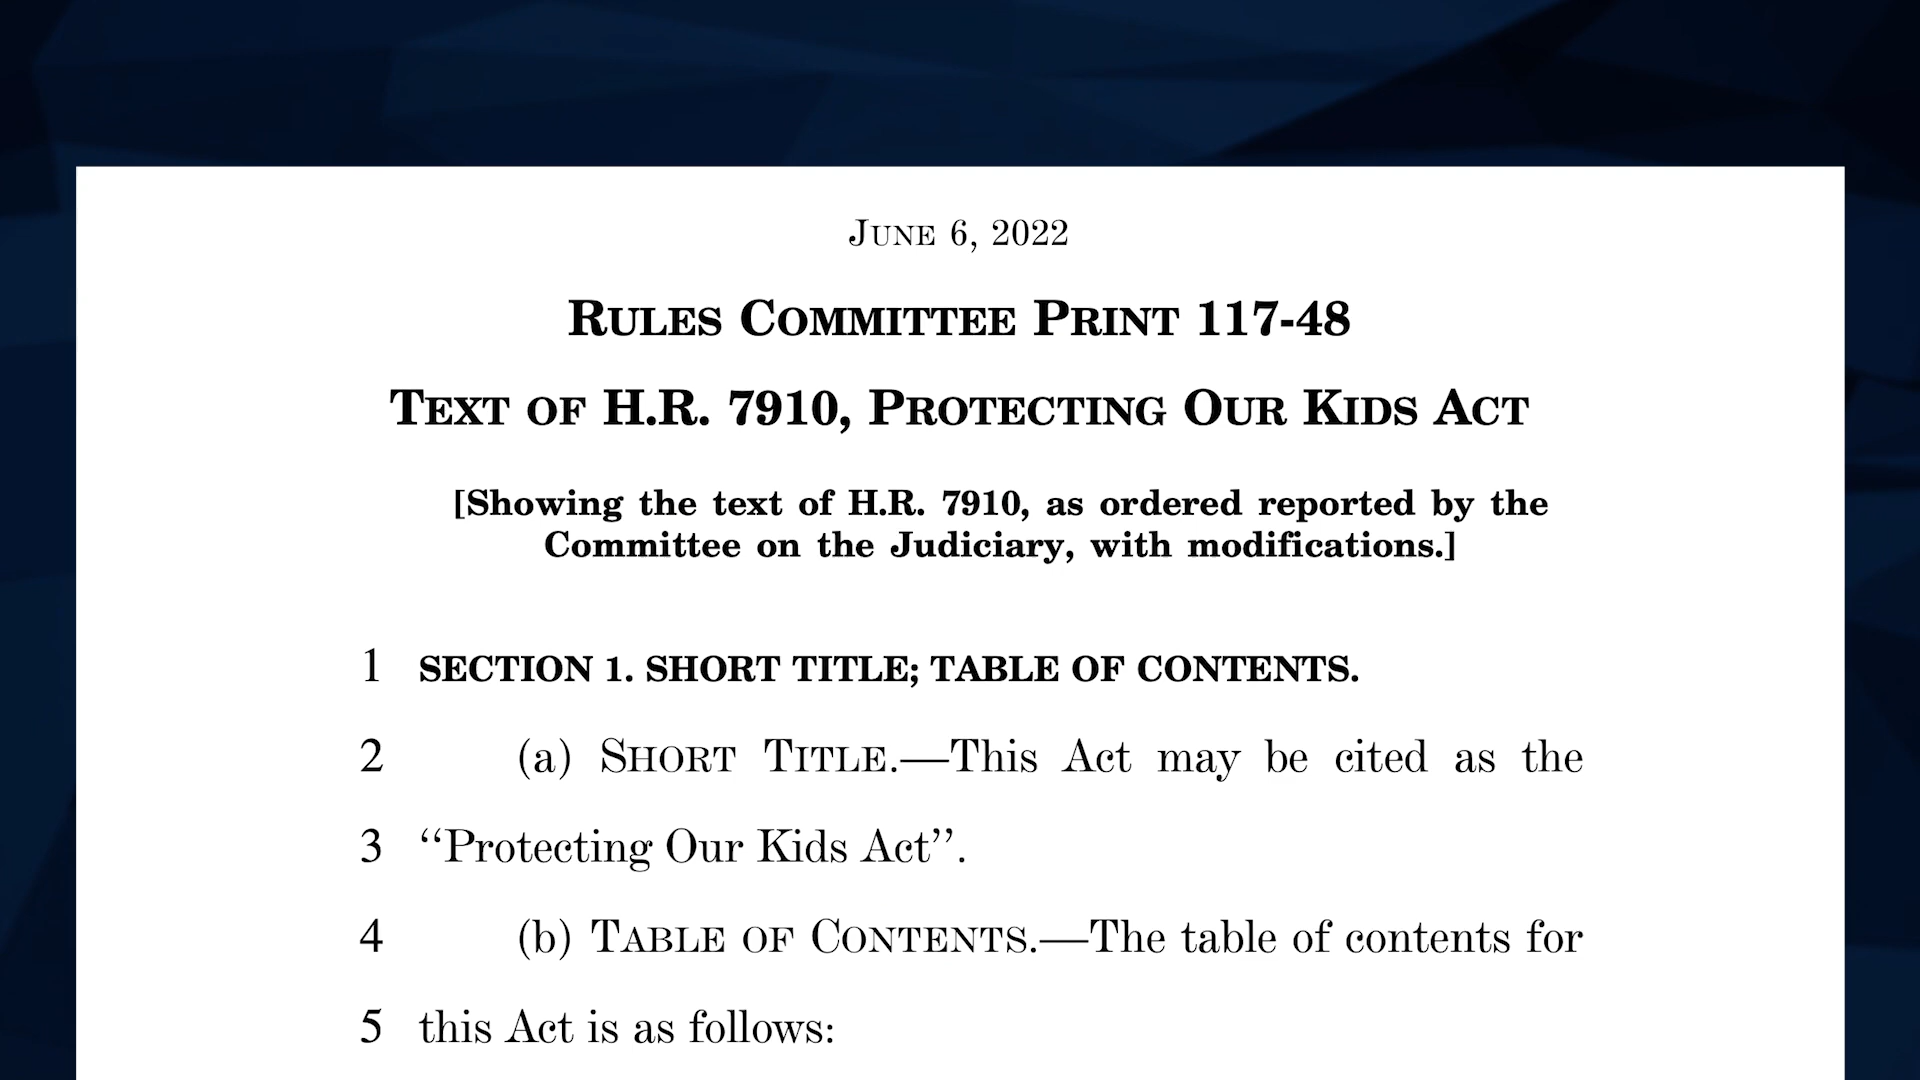 June 6, 2022
Rules Committee Print 117-48
Text of H.R. 7910, Protecting Our Kids Act
[Showing the text of H.R. 7910, as ordered reported by the
Committee on the Judiciary, with modifications.]
1 SECTION 1. SHORT TITLE; TABLE OF CONTENTS.
2 (a) Short Title.—This Act may be cited as the
3 ‘‘Protecting Our Kids Act’’.
4 (b) Table of Contents.—The table of contents for
5 this Act is as follows: